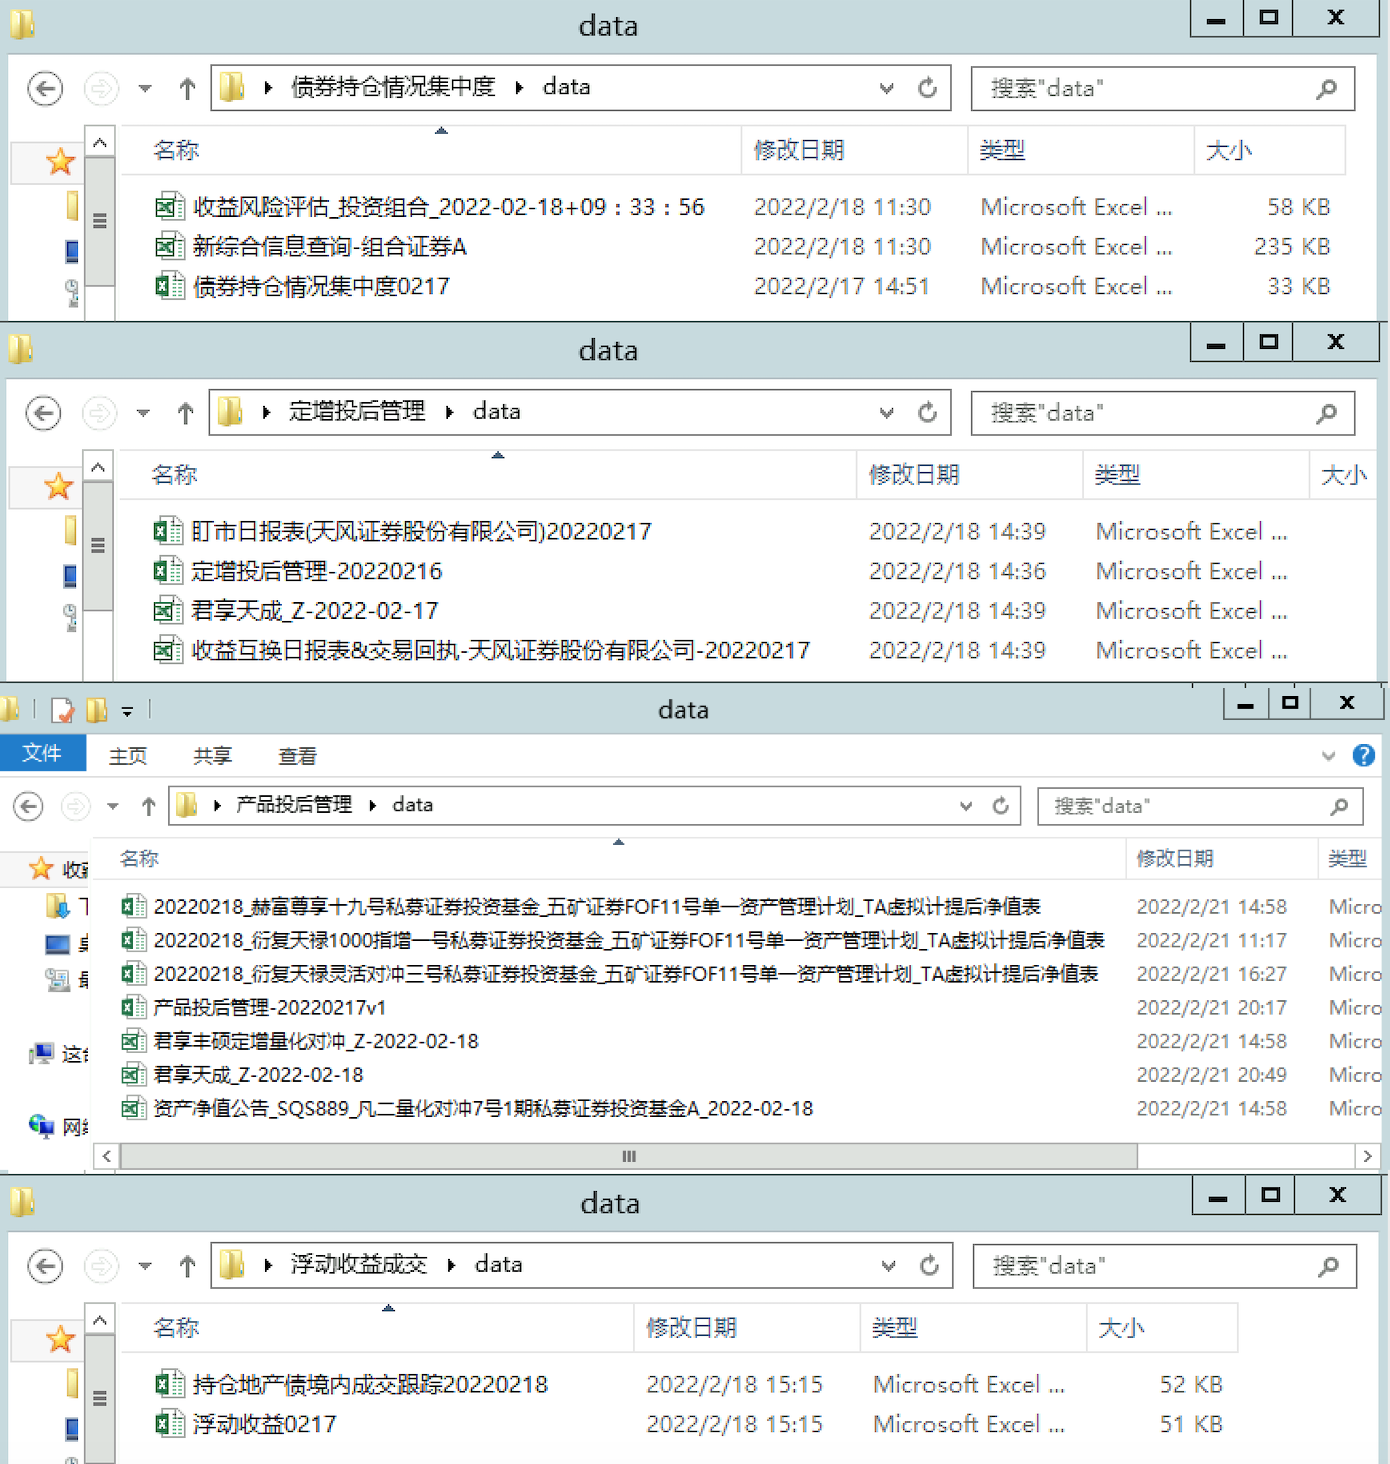 data
债券持仓情况集中度 data
搜索"data"
名称 修改日期 类型 大小
收益风险评估_投资组合_2022-02-18+09：33：56 2022/2/18 11:30 Microsoft Excel ... 58 KB
新综合信息查询-组合证券A 2022/2/18 11:30 Microsoft Excel ... 235 KB
债券持仓情况集中度0217 2022/2/17 14:51 Microsoft Excel ... 33 KB
data
定增投后管理 data
搜索"data"
名称 修改日期 类型 大小
盯市日报表(天风证券股份有限公司)20220217 2022/2/18 14:39 Microsoft Excel ...
定增投后管理-20220216 2022/2/18 14:36 Microsoft Excel ...
君享天成_Z-2022-02-17 2022/2/18 14:39 Microsoft Excel ...
收益互换日报表&交易回执-天风证券股份有限公司-20220217 2022/2/18 14:39 Microsoft Excel ...
data
文件 主页 共享 查看
产品投后管理 data
搜索"data"
名称 修改日期 类型
收
20220218_赫富尊享十九号私募证券投资基金_五矿证券FOF11号单一资产管理计划_TA虚拟计提后净值表 2022/2/21 14:58 Micro
20220218_衍复天禄1000指增一号私募证券投资基金_五矿证券FOF11号单一资产管理计划_TA虚拟计提后净值表 2022/2/21 11:17 Micro
20220218_衍复天禄灵活对冲三号私募证券投资基金_五矿证券FOF11号单一资产管理计划_TA虚拟计提后净值表 2022/2/21 16:27 Micro
产品投后管理-20220217v1 2022/2/21 20:17 Micro
君享丰硕定增量化对冲_Z-2022-02-18 2022/2/21 14:58 Micro
这
君享天成_Z-2022-02-18 2022/2/21 20:49 Micro
资产净值公告_SQS889_凡二量化对冲7号1期私募证券投资基金A_2022-02-18 2022/2/21 14:58 Micro
网
data
浮动收益成交 data
搜索"data"
名称 修改日期 类型 大小
持仓地产债境内成交跟踪20220218 2022/2/18 15:15 Microsoft Excel ... 52 KB
浮动收益0217 2022/2/18 15:15 Microsoft Excel ... 51 KB